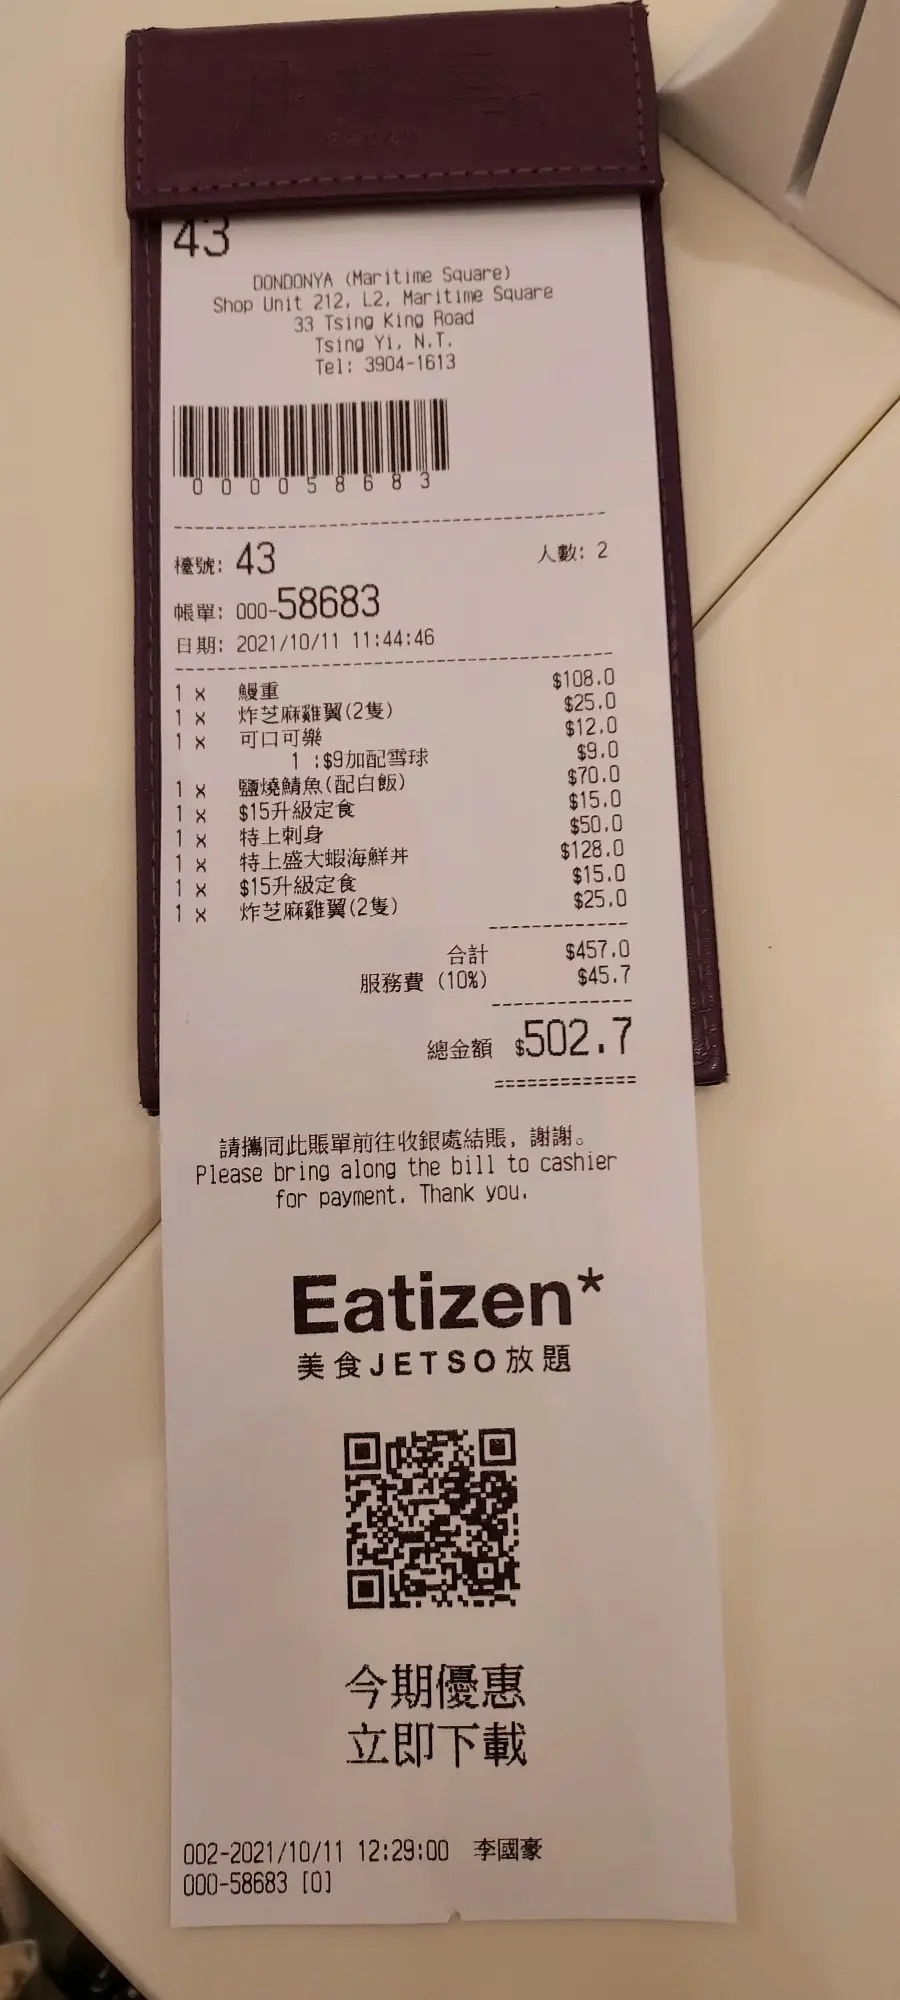 43
DONDONYA (Maritime Square)
Shop Unit 212, L2, Maritime Square
33 Tsing King Road
Tsing Yi, N.T.
Tel: 3904-1613
000058683
檯號: 43 人數: 2
帳單: 000-58683
日期: 2021/10/11 11:44:46
1 x 鰻重 $108.0
1 x 炸芝麻雞翼(2隻) $25.0
1 x 可口可樂 $12.0
1 :$9加配雪球 $9.0
1 x 鹽燒鯖魚(配白飯) $70.0
1 x $15升級定食 $15.0
1 x 特上刺身 $50.0
1 x 特上盛大蝦海鮮丼 $128.0
1 x $15升級定食 $15.0
1 x 炸芝麻雞翼(2隻) $25.0
合計 $457.0
服務費 (10%) $45.7
總金額 $502.7
請攜同此賬單前往收銀處結賬, 謝謝。
Please bring along the bill to cashier
for payment. Thank you.
Eatizen*
美食JETSO放題
今期優惠
立即下載
002-2021/10/11 12:29:00 李國豪
000-58683 [0]